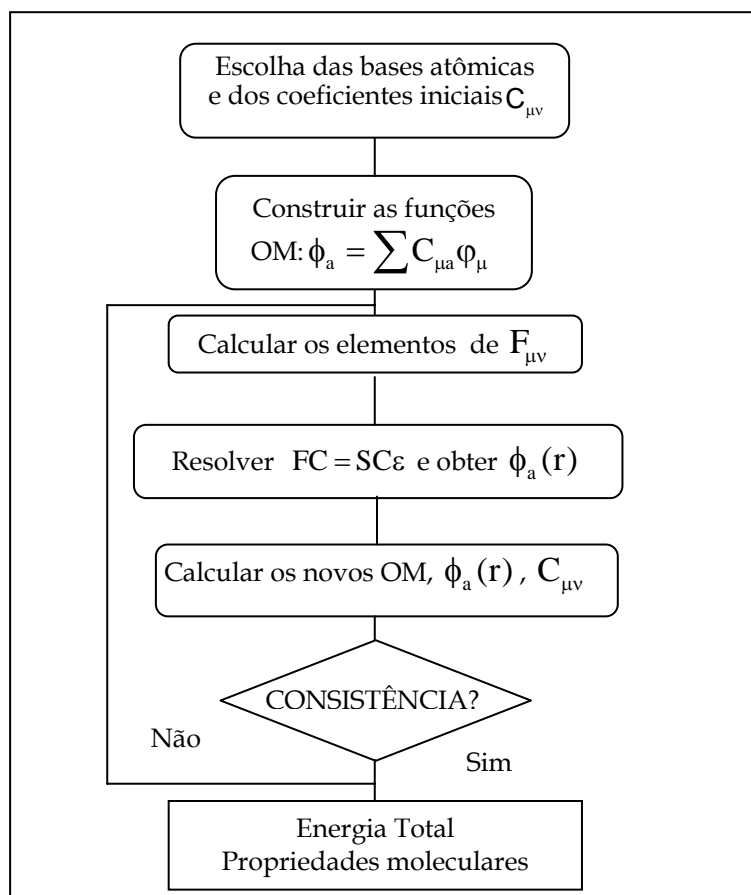 Escolha das bases atômicas
e dos coeficientes iniciais C_μν
Construir as funções
OM: ϕ_a = ∑ C_μa φ_μ
Calcular os elementos de F_μν
Resolver FC = SCε e obter ϕ_a(r)
Calcular os novos OM, ϕ_a(r) , C_μν
CONSISTÊNCIA?
Não
Sim
Energia Total
Propriedades moleculares